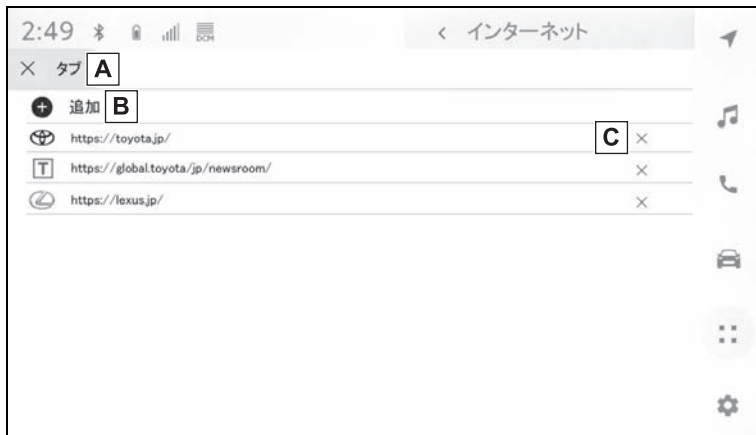 2:49 DCM インターネット
× タブ A
追加 B
https://toyota.jp/ C ×
T https://global.toyota/jp/newsroom/ ×
https://lexus.jp/ ×